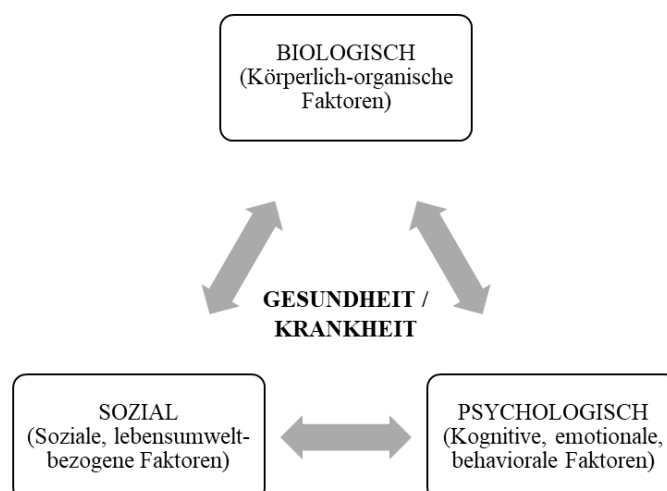 BIOLOGISCH
(Körperlich-organische
Faktoren)
GESUNDHEIT /
KRANKHEIT
SOZIAL
(Soziale, lebensumwelt-
bezogene Faktoren)
PSYCHOLOGISCH
(Kognitive, emotionale,
behaviorale Faktoren)